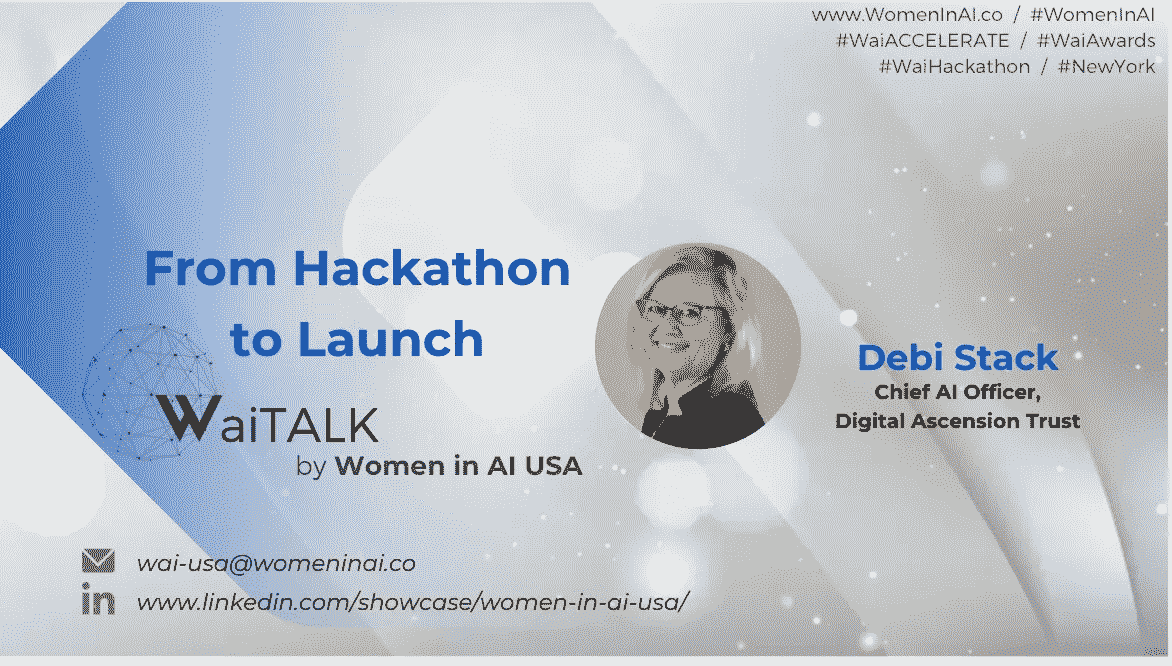 www.WomenInAI.co / #WomenInAI
#WaiACCELERATE / #WaiAwards
#WaiHackathon / #NewYork
From Hackathon
to Launch
WaiTALK
by Women in AI USA
Debi Stack
Chief AI Officer,
Digital Ascension Trust
wai-usa@womeninai.co
in www.linkedin.com/showcase/women-in-ai-usa/